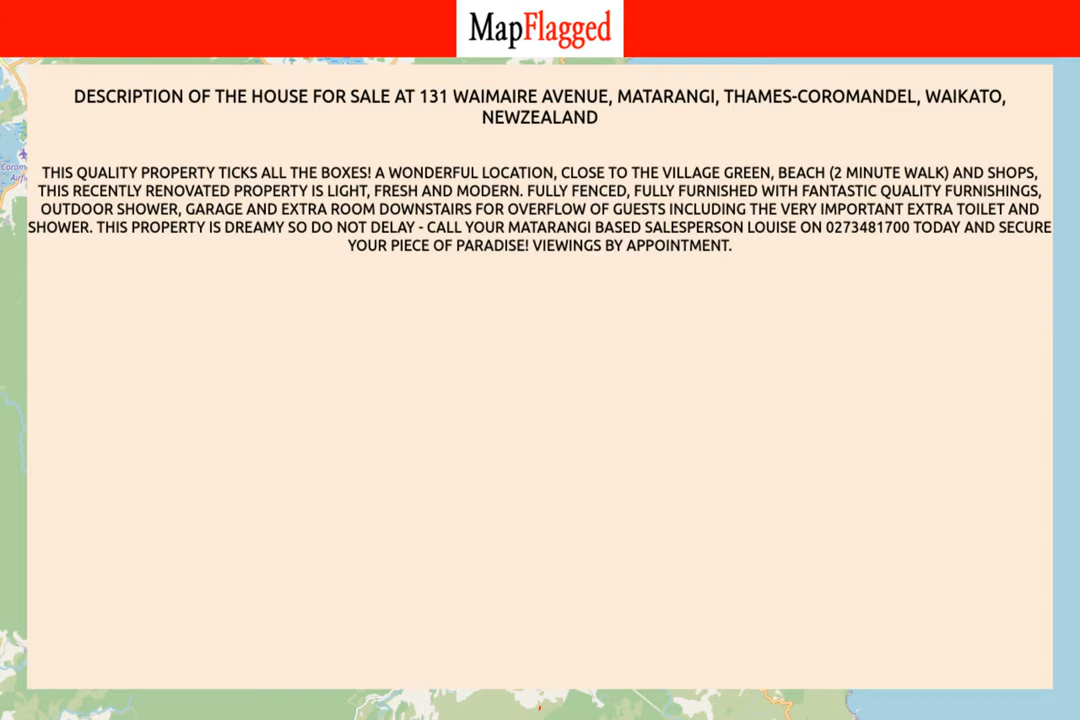 MapFlagged
DESCRIPTION OF THE HOUSE FOR SALE AT 131 WAIMAIRE AVENUE, MATARANGI, THAMES-COROMANDEL, WAIKATO,
NEWZEALAND
THIS QUALITY PROPERTY TICKS ALL THE BOXES! A WONDERFUL LOCATION, CLOSE TO THE VILLAGE GREEN, BEACH (2 MINUTE WALK) AND SHOPS,
THIS RECENTLY RENOVATED PROPERTY IS LIGHT, FRESH AND MODERN. FULLY FENCED, FULLY FURNISHED WITH FANTASTIC QUALITY FURNISHINGS,
OUTDOOR SHOWER, GARAGE AND EXTRA ROOM DOWNSTAIRS FOR OVERFLOW OF GUESTS INCLUDING THE VERY IMPORTANT EXTRA TOILET AND
SHOWER. THIS PROPERTY IS DREAMY SO DO NOT DELAY - CALL YOUR MATARANGI BASED SALESPERSON LOUISE ON 0273481700 TODAY AND SECURE
YOUR PIECE OF PARADISE! VIEWINGS BY APPOINTMENT.